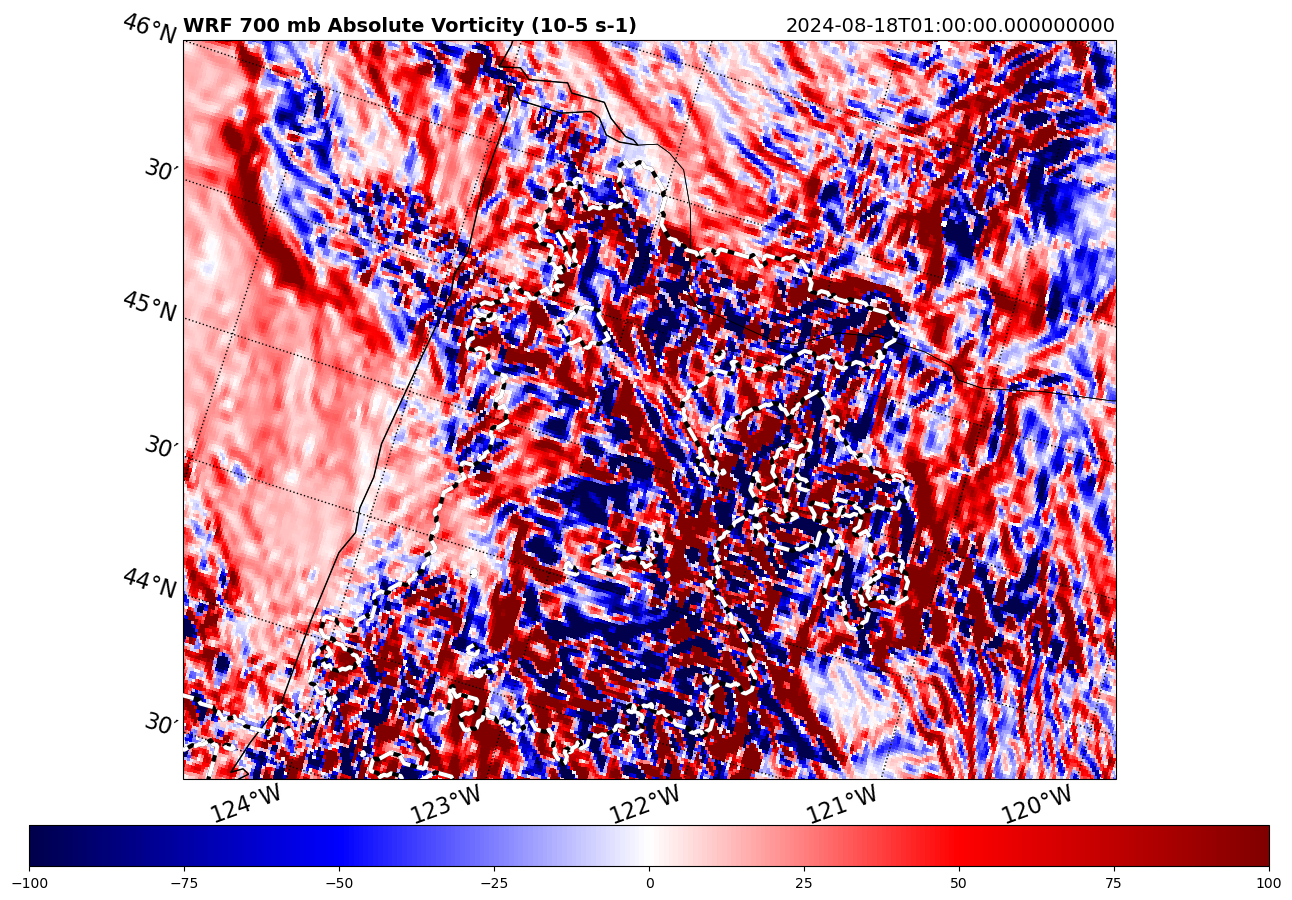 WRF 700 mb Absolute Vorticity (10-5 s-1) 2024-08-18T01:00:00.000000000
46°N
30′
45°N
30′
44°N
30′
124°W 123°W 122°W 121°W 120°W
−100 −75 −50 −25 0 25 50 75 100